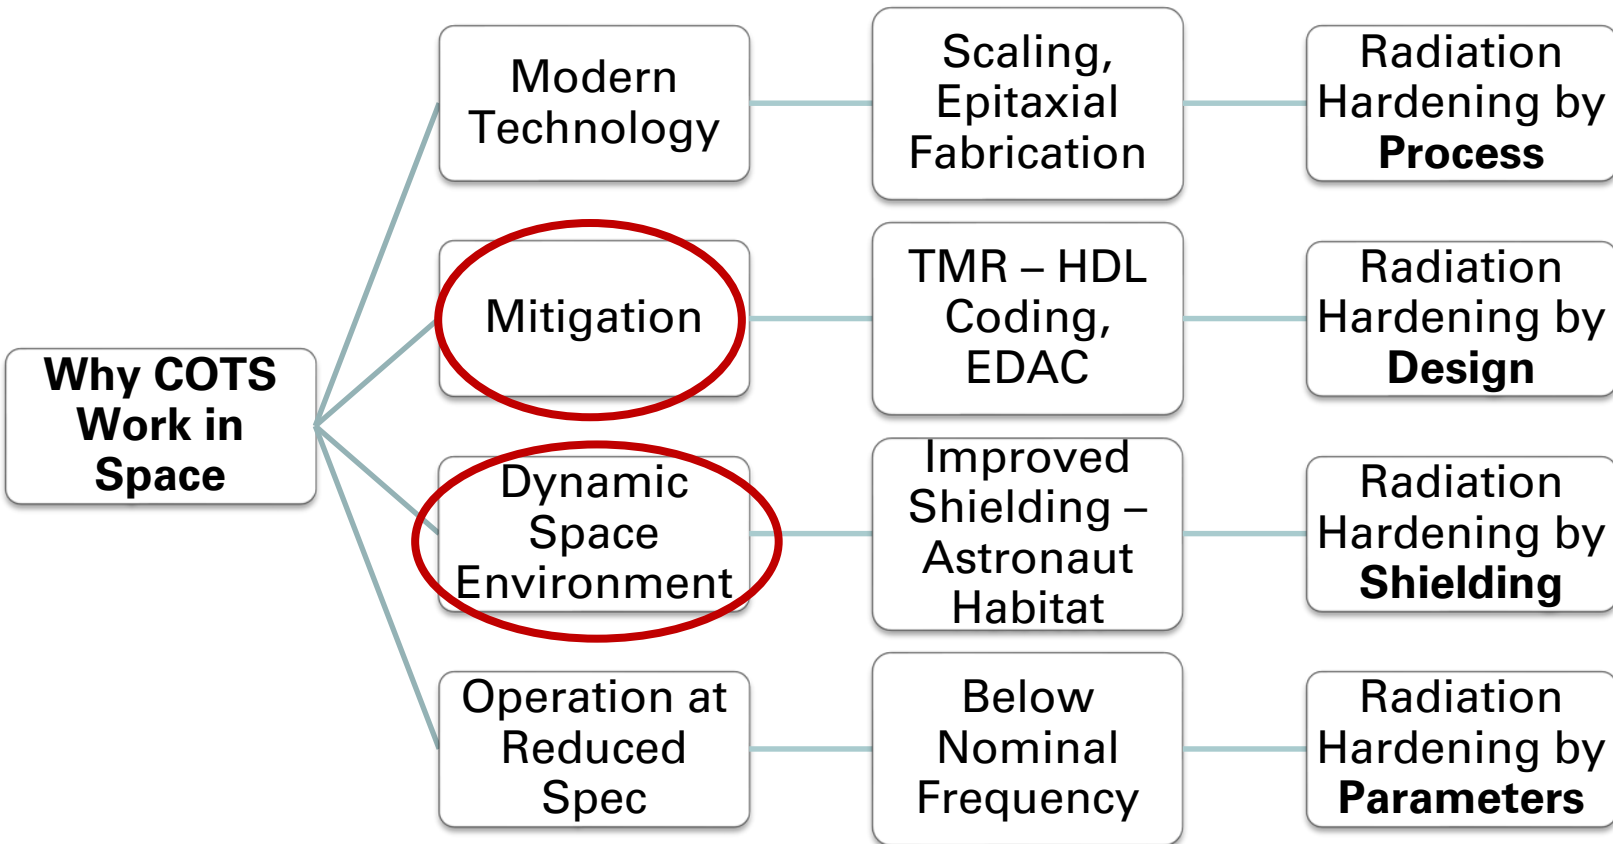 Why COTS
Work in
Space
Modern
Technology
Scaling,
Epitaxial
Fabrication
Radiation
Hardening by
Process
Mitigation
TMR – HDL
Coding,
EDAC
Radiation
Hardening by
Design
Dynamic
Space
Environment
Improved
Shielding –
Astronaut
Habitat
Radiation
Hardening by
Shielding
Operation at
Reduced
Spec
Below
Nominal
Frequency
Radiation
Hardening by
Parameters